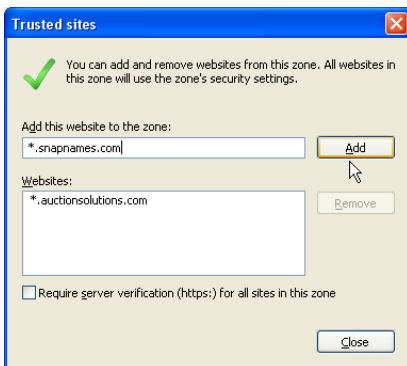 Trusted sites
You can add and remove websites from this zone. All websites in
this zone will use the zone's security settings.
Add this website to the zone:
*.snapnames.com
Add
Websites:
*.auctionsolutions.com
Remove
Require server verification (https:) for all sites in this zone
Close